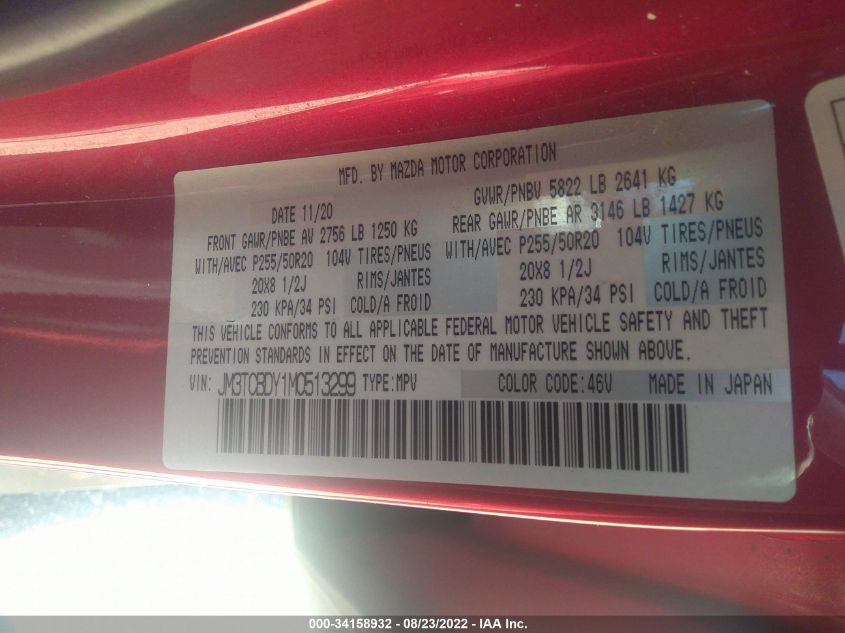 MFD. BY MAZDA MOTOR CORPORATION
DATE 11/20
FRONT GAWR/PNBE AV 2756 LB 1250 KG
WITH/AVEC P255/50R20 104V TIRES/PNEUS
20X8 1/2J RIMS/JANTES
230 KPA/34 PSI COLD/A FROID
GVWR/PNBV 5822 LB 2641 KG
REAR GAWR/PNBE AR 3146 LB 1427 KG
WITH/AVEC P255/50R20 104V TIRES/PNEUS
20X8 1/2J RIMS/JANTES
230 KPA/34 PSI COLD/A FROID
THIS VEHICLE CONFORMS TO ALL APPLICABLE FEDERAL MOTOR VEHICLE SAFETY AND THEFT
PREVENTION STANDARDS IN EFFECT ON THE DATE OF MANUFACTURE SHOWN ABOVE.
VIN: JM3TCBDY1M0513299 TYPE:MPV COLOR CODE:46V MADE IN JAPAN
000-34158932 - 08/23/2022 - IAA Inc.